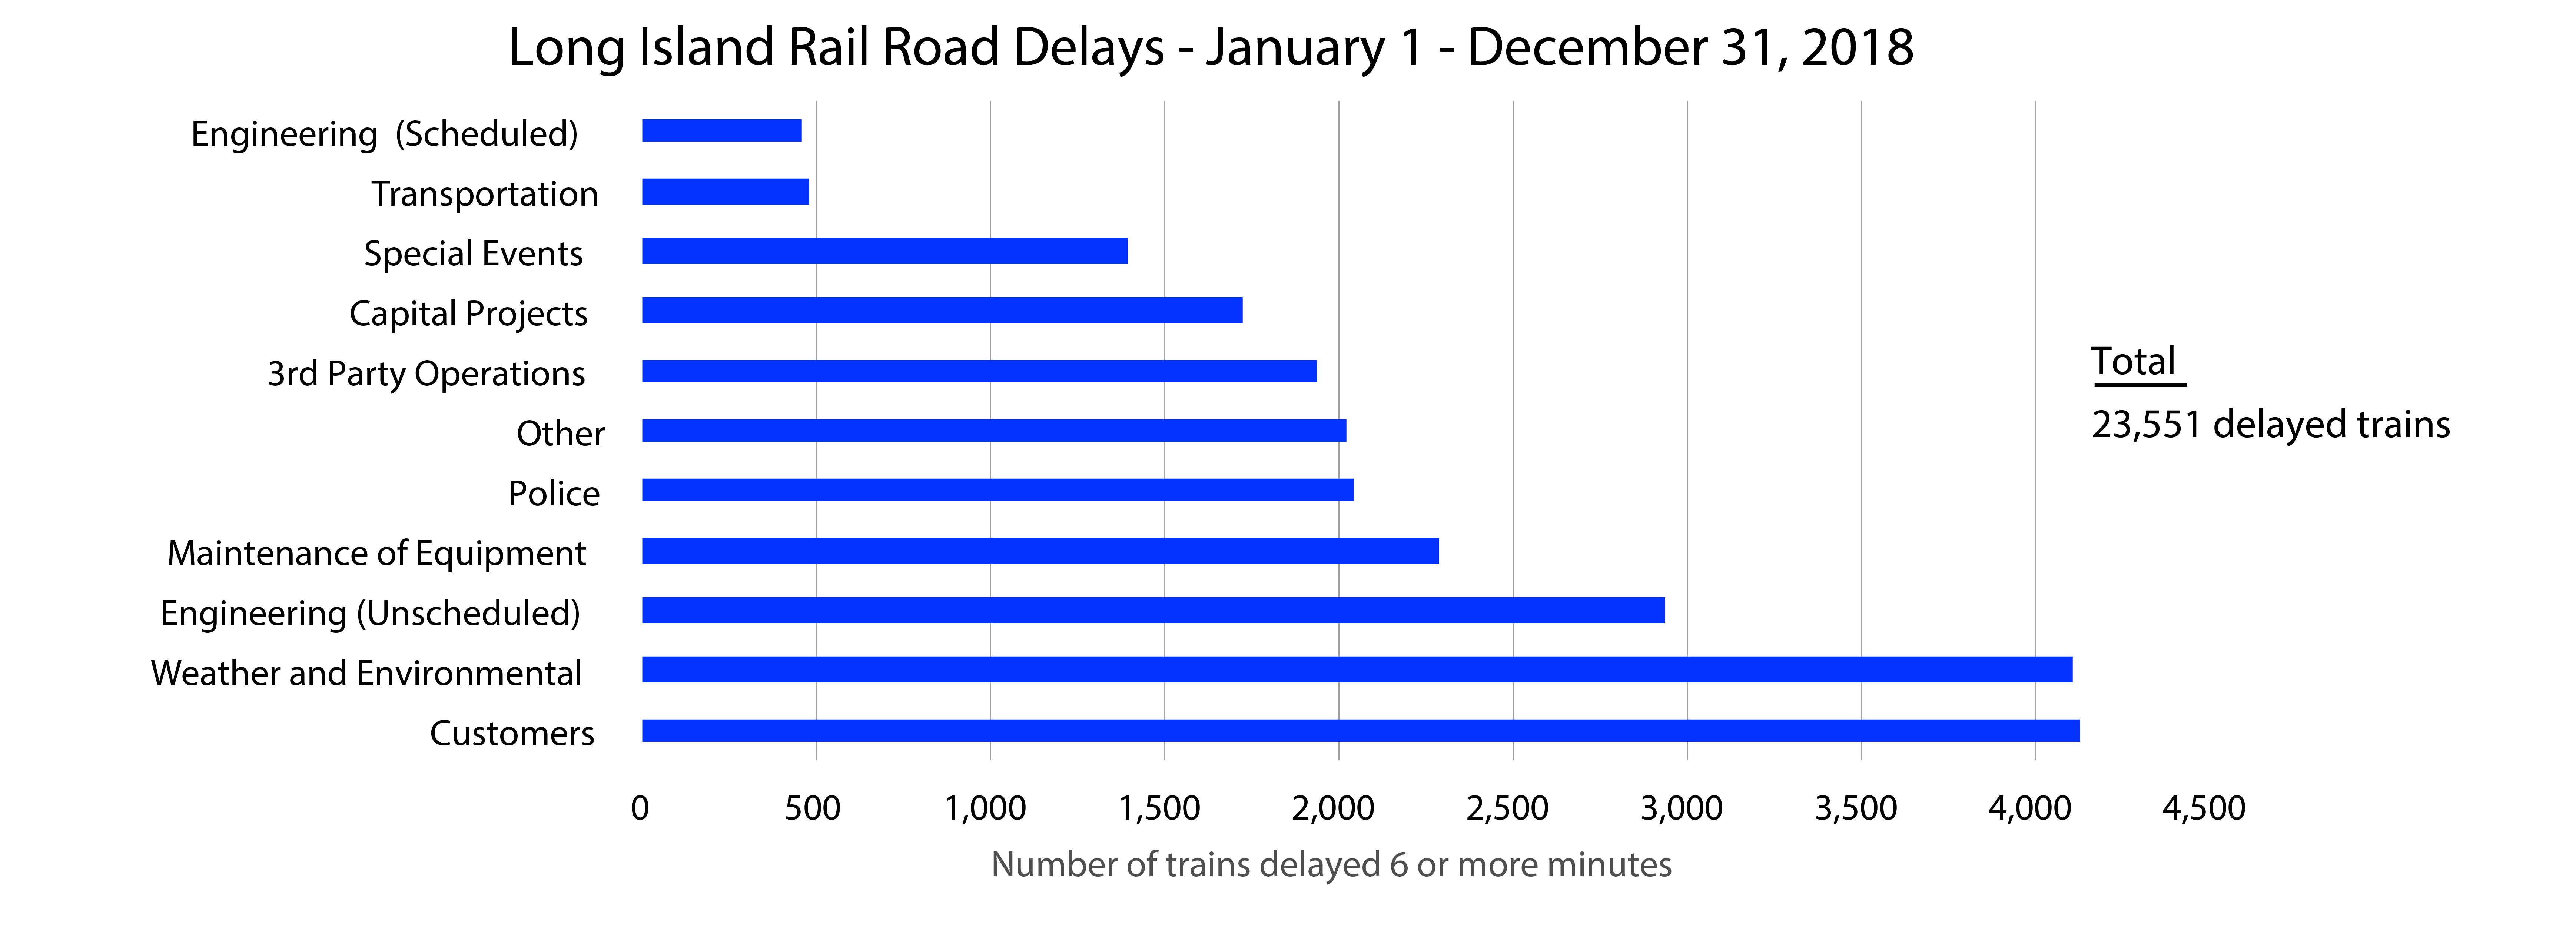 Long Island Rail Road Delays - January 1 - December 31, 2018
Engineering (Scheduled)
Transportation
Special Events
Capital Projects
3rd Party Operations
Other
Police
Maintenance of Equipment
Engineering (Unscheduled)
Weather and Environmental
Customers
Total
23,551 delayed trains
0 500 1,000 1,500 2,000 2,500 3,000 3,500 4,000 4,500
Number of trains delayed 6 or more minutes